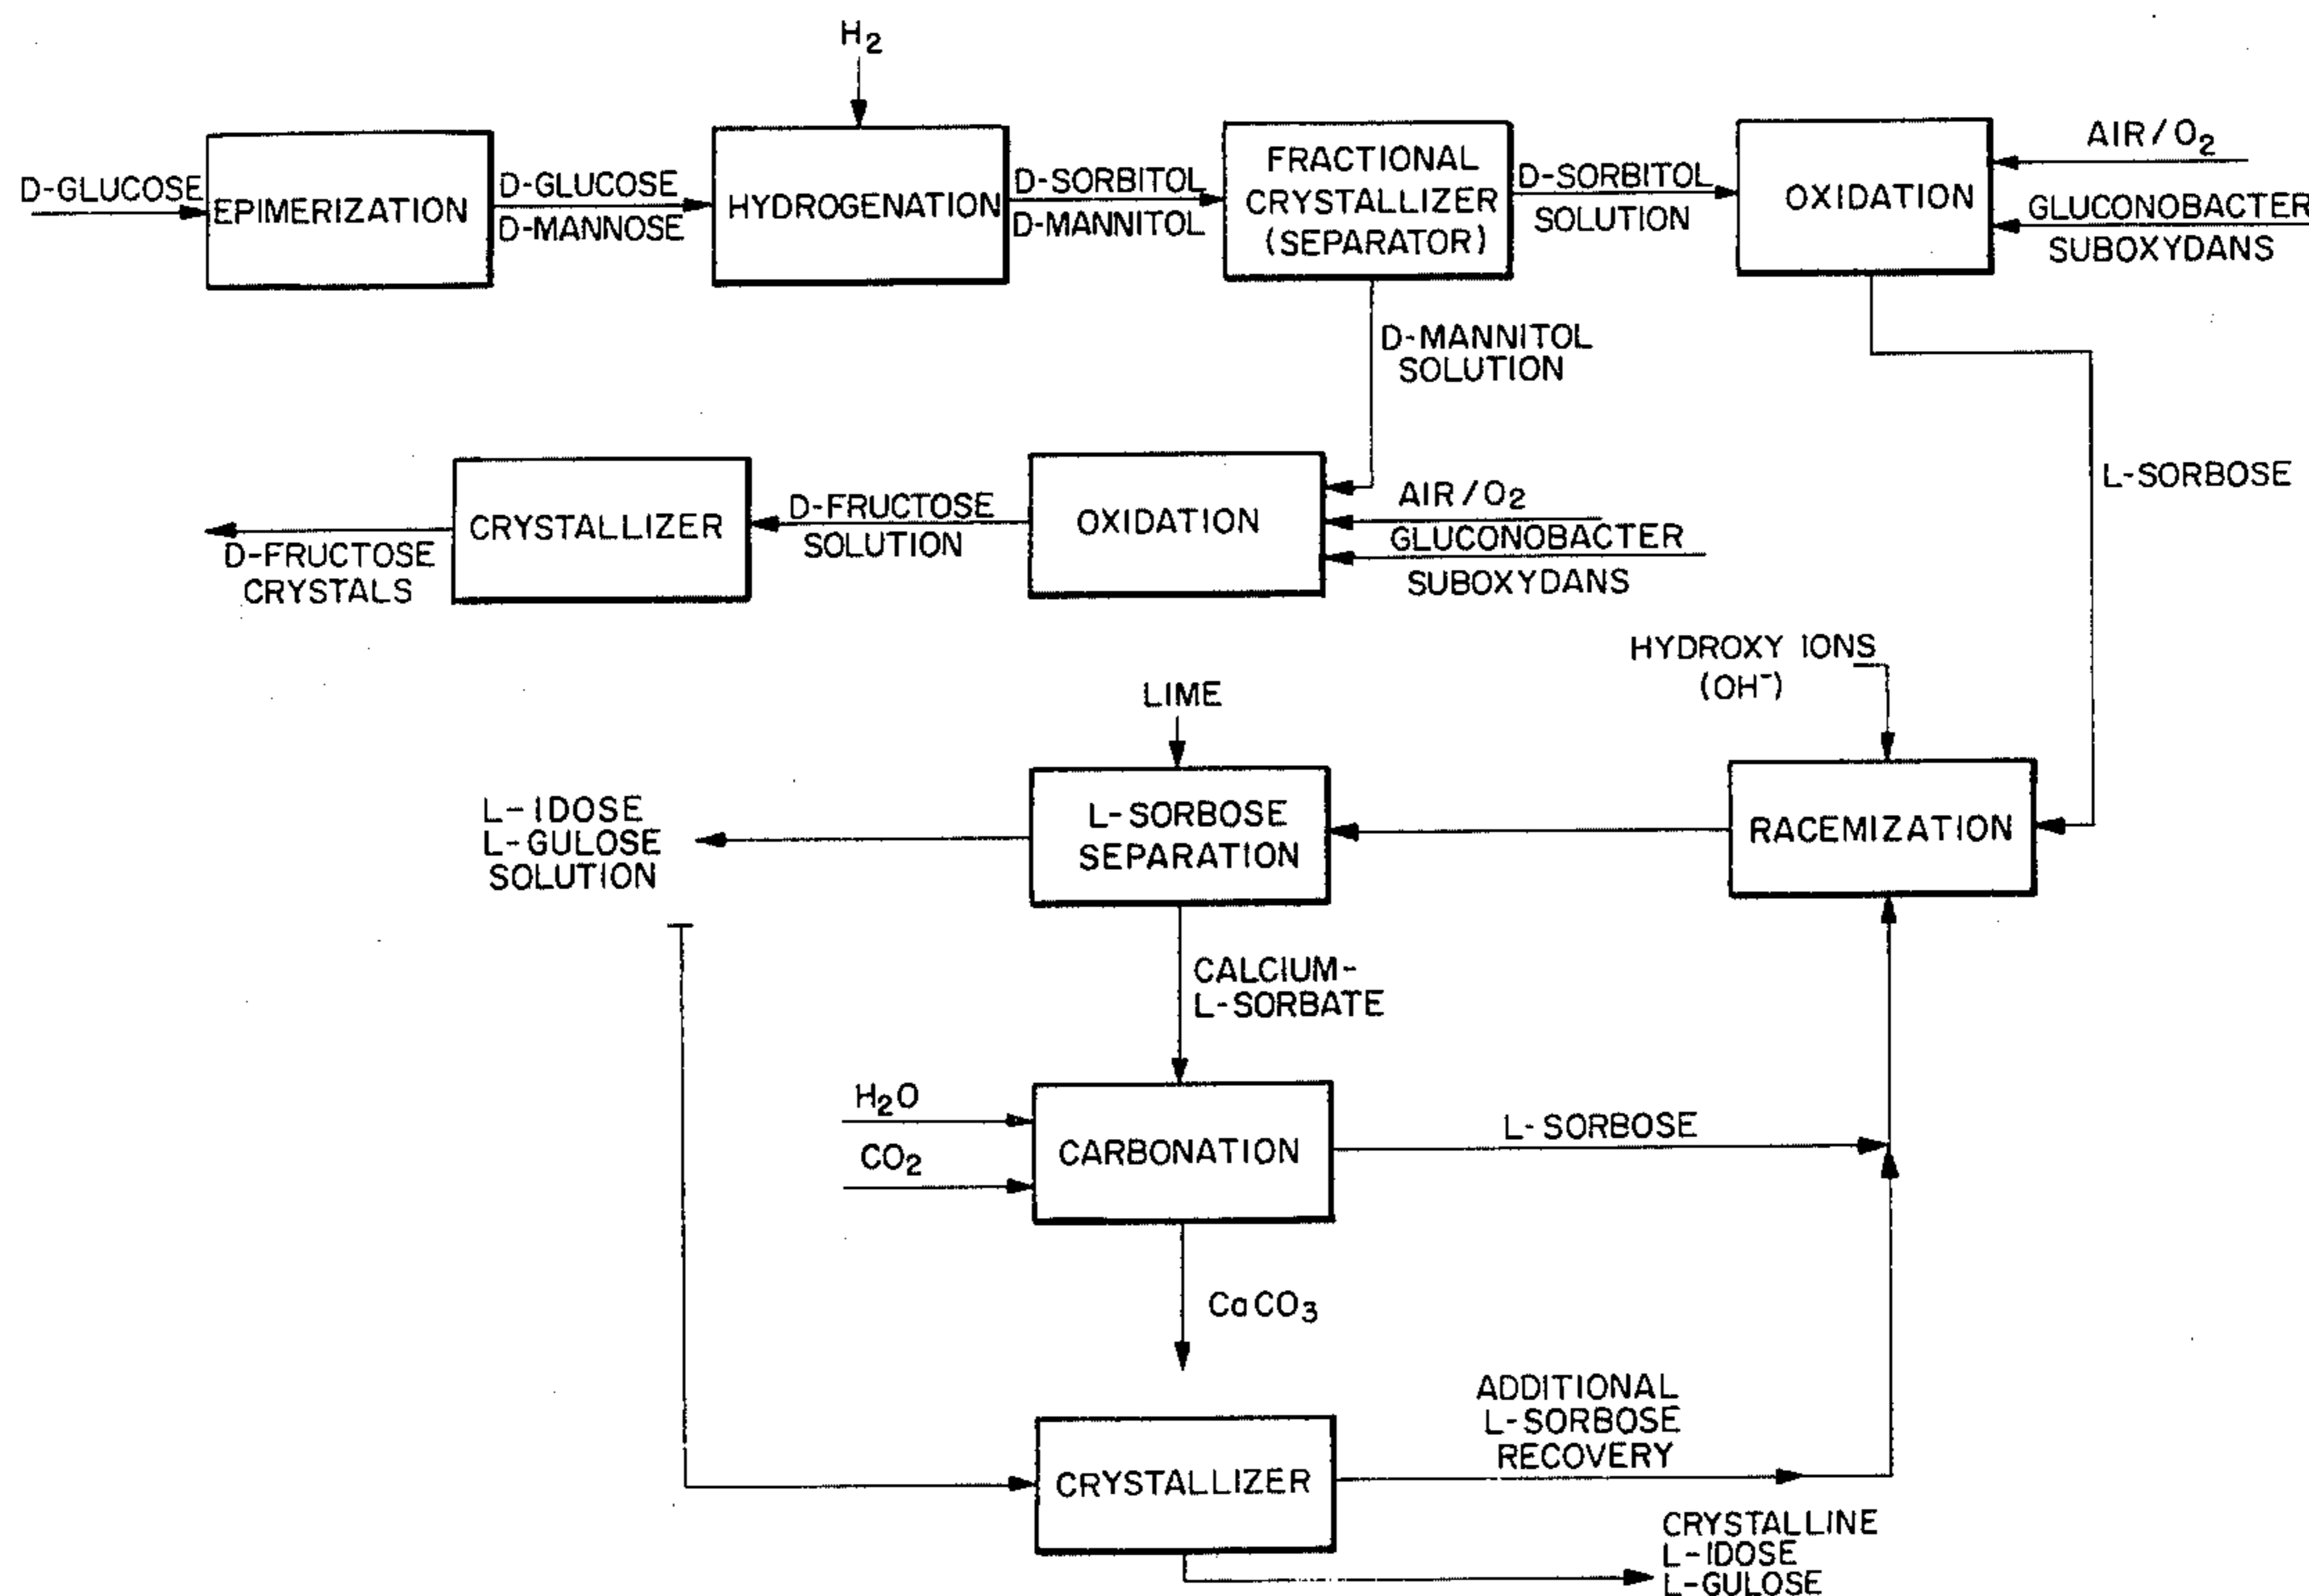 H2
D-GLUCOSE
EPIMERIZATION
D-GLUCOSE
D-MANNOSE
HYDROGENATION
D-SORBITOL
D-MANNITOL
FRACTIONAL
CRYSTALLIZER
(SEPARATOR)
D-SORBITOL
SOLUTION
OXIDATION
AIR/O2
GLUCONOBACTER
SUBOXYDANS
D-MANNITOL
SOLUTION
L-SORBOSE
D-FRUCTOSE
CRYSTALS
CRYSTALLIZER
D-FRUCTOSE
SOLUTION
OXIDATION
AIR/O2
GLUCONOBACTER
SUBOXYDANS
HYDROXY IONS
(OH-)
LIME
L-IDOSE
L-GULOSE
SOLUTION
L-SORBOSE
SEPARATION
RACEMIZATION
CALCIUM-
L-SORBATE
H2O
CO2
CARBONATION
L-SORBOSE
CaCO3
ADDITIONAL
L-SORBOSE
RECOVERY
CRYSTALLIZER
CRYSTALLINE
L-IDOSE
L-GULOSE